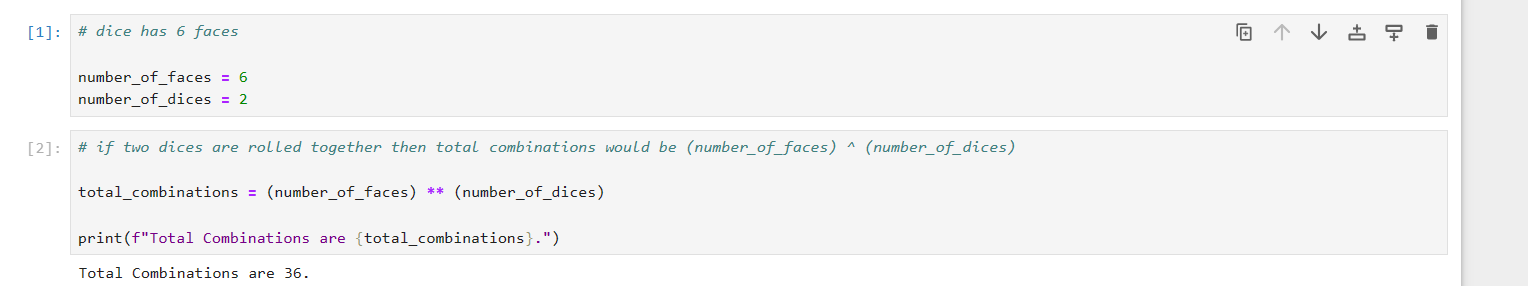 [1]: # dice has 6 faces
number_of_faces = 6
number_of_dices = 2
[2]: # if two dices are rolled together then total combinations would be (number_of_faces) ^ (number_of_dices)
total_combinations = (number_of_faces) ** (number_of_dices)
print(f"Total Combinations are {total_combinations}.")
Total Combinations are 36.